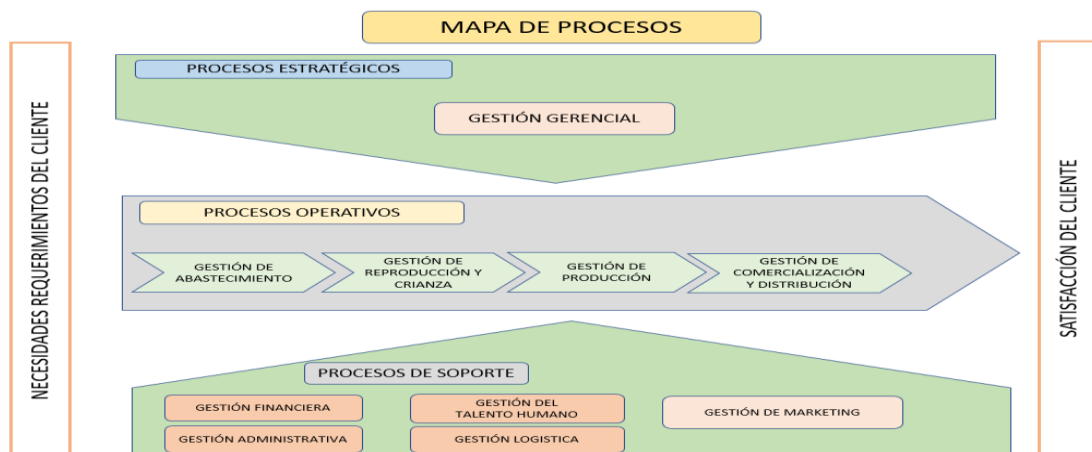 MAPA DE PROCESOS
NECESIDADES REQUERIMIENTOS DEL CLIENTE
PROCESOS ESTRATÉGICOS
GESTIÓN GERENCIAL
PROCESOS OPERATIVOS
GESTIÓN DE
ABASTECIMIENTO
GESTIÓN DE
REPRODUCCIÓN Y
CRIANZA
GESTIÓN DE
PRODUCCIÓN
GESTIÓN DE
COMERCIALIZACIÓN
Y DISTRIBUCIÓN
PROCESOS DE SOPORTE
GESTIÓN FINANCIERA
GESTIÓN DEL
TALENTO HUMANO
GESTIÓN DE MARKETING
GESTIÓN ADMINISTRATIVA
GESTIÓN LOGISTICA
SATISFACCIÓN DEL CLIENTE